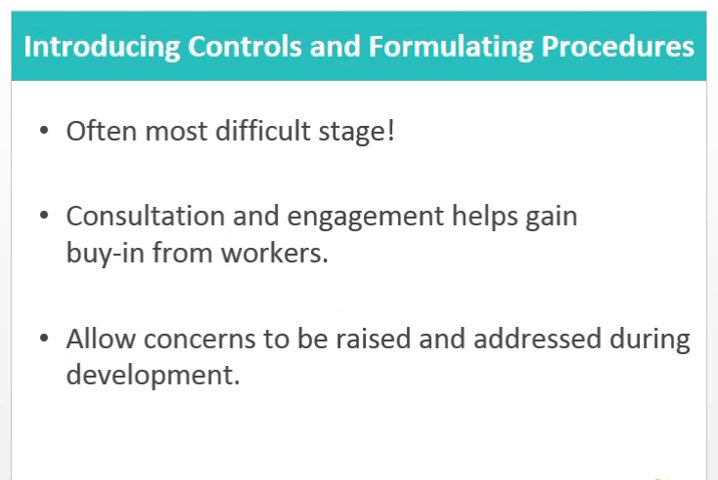 Introducing Controls and Formulating Procedures
• Often most difficult stage!
• Consultation and engagement helps gain
buy-in from workers.
• Allow concerns to be raised and addressed during
development.